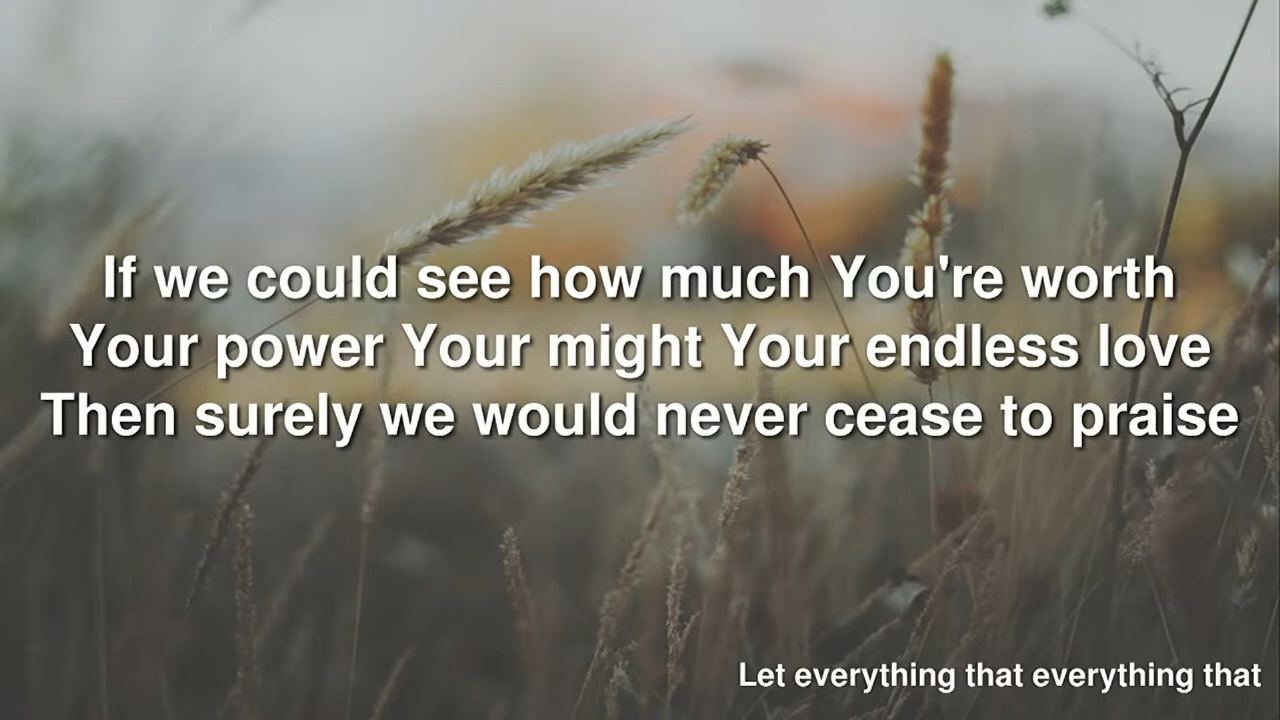 If we could see how much You're worth
Your power Your might Your endless love
Then surely we would never cease to praise
Let everything that everything that